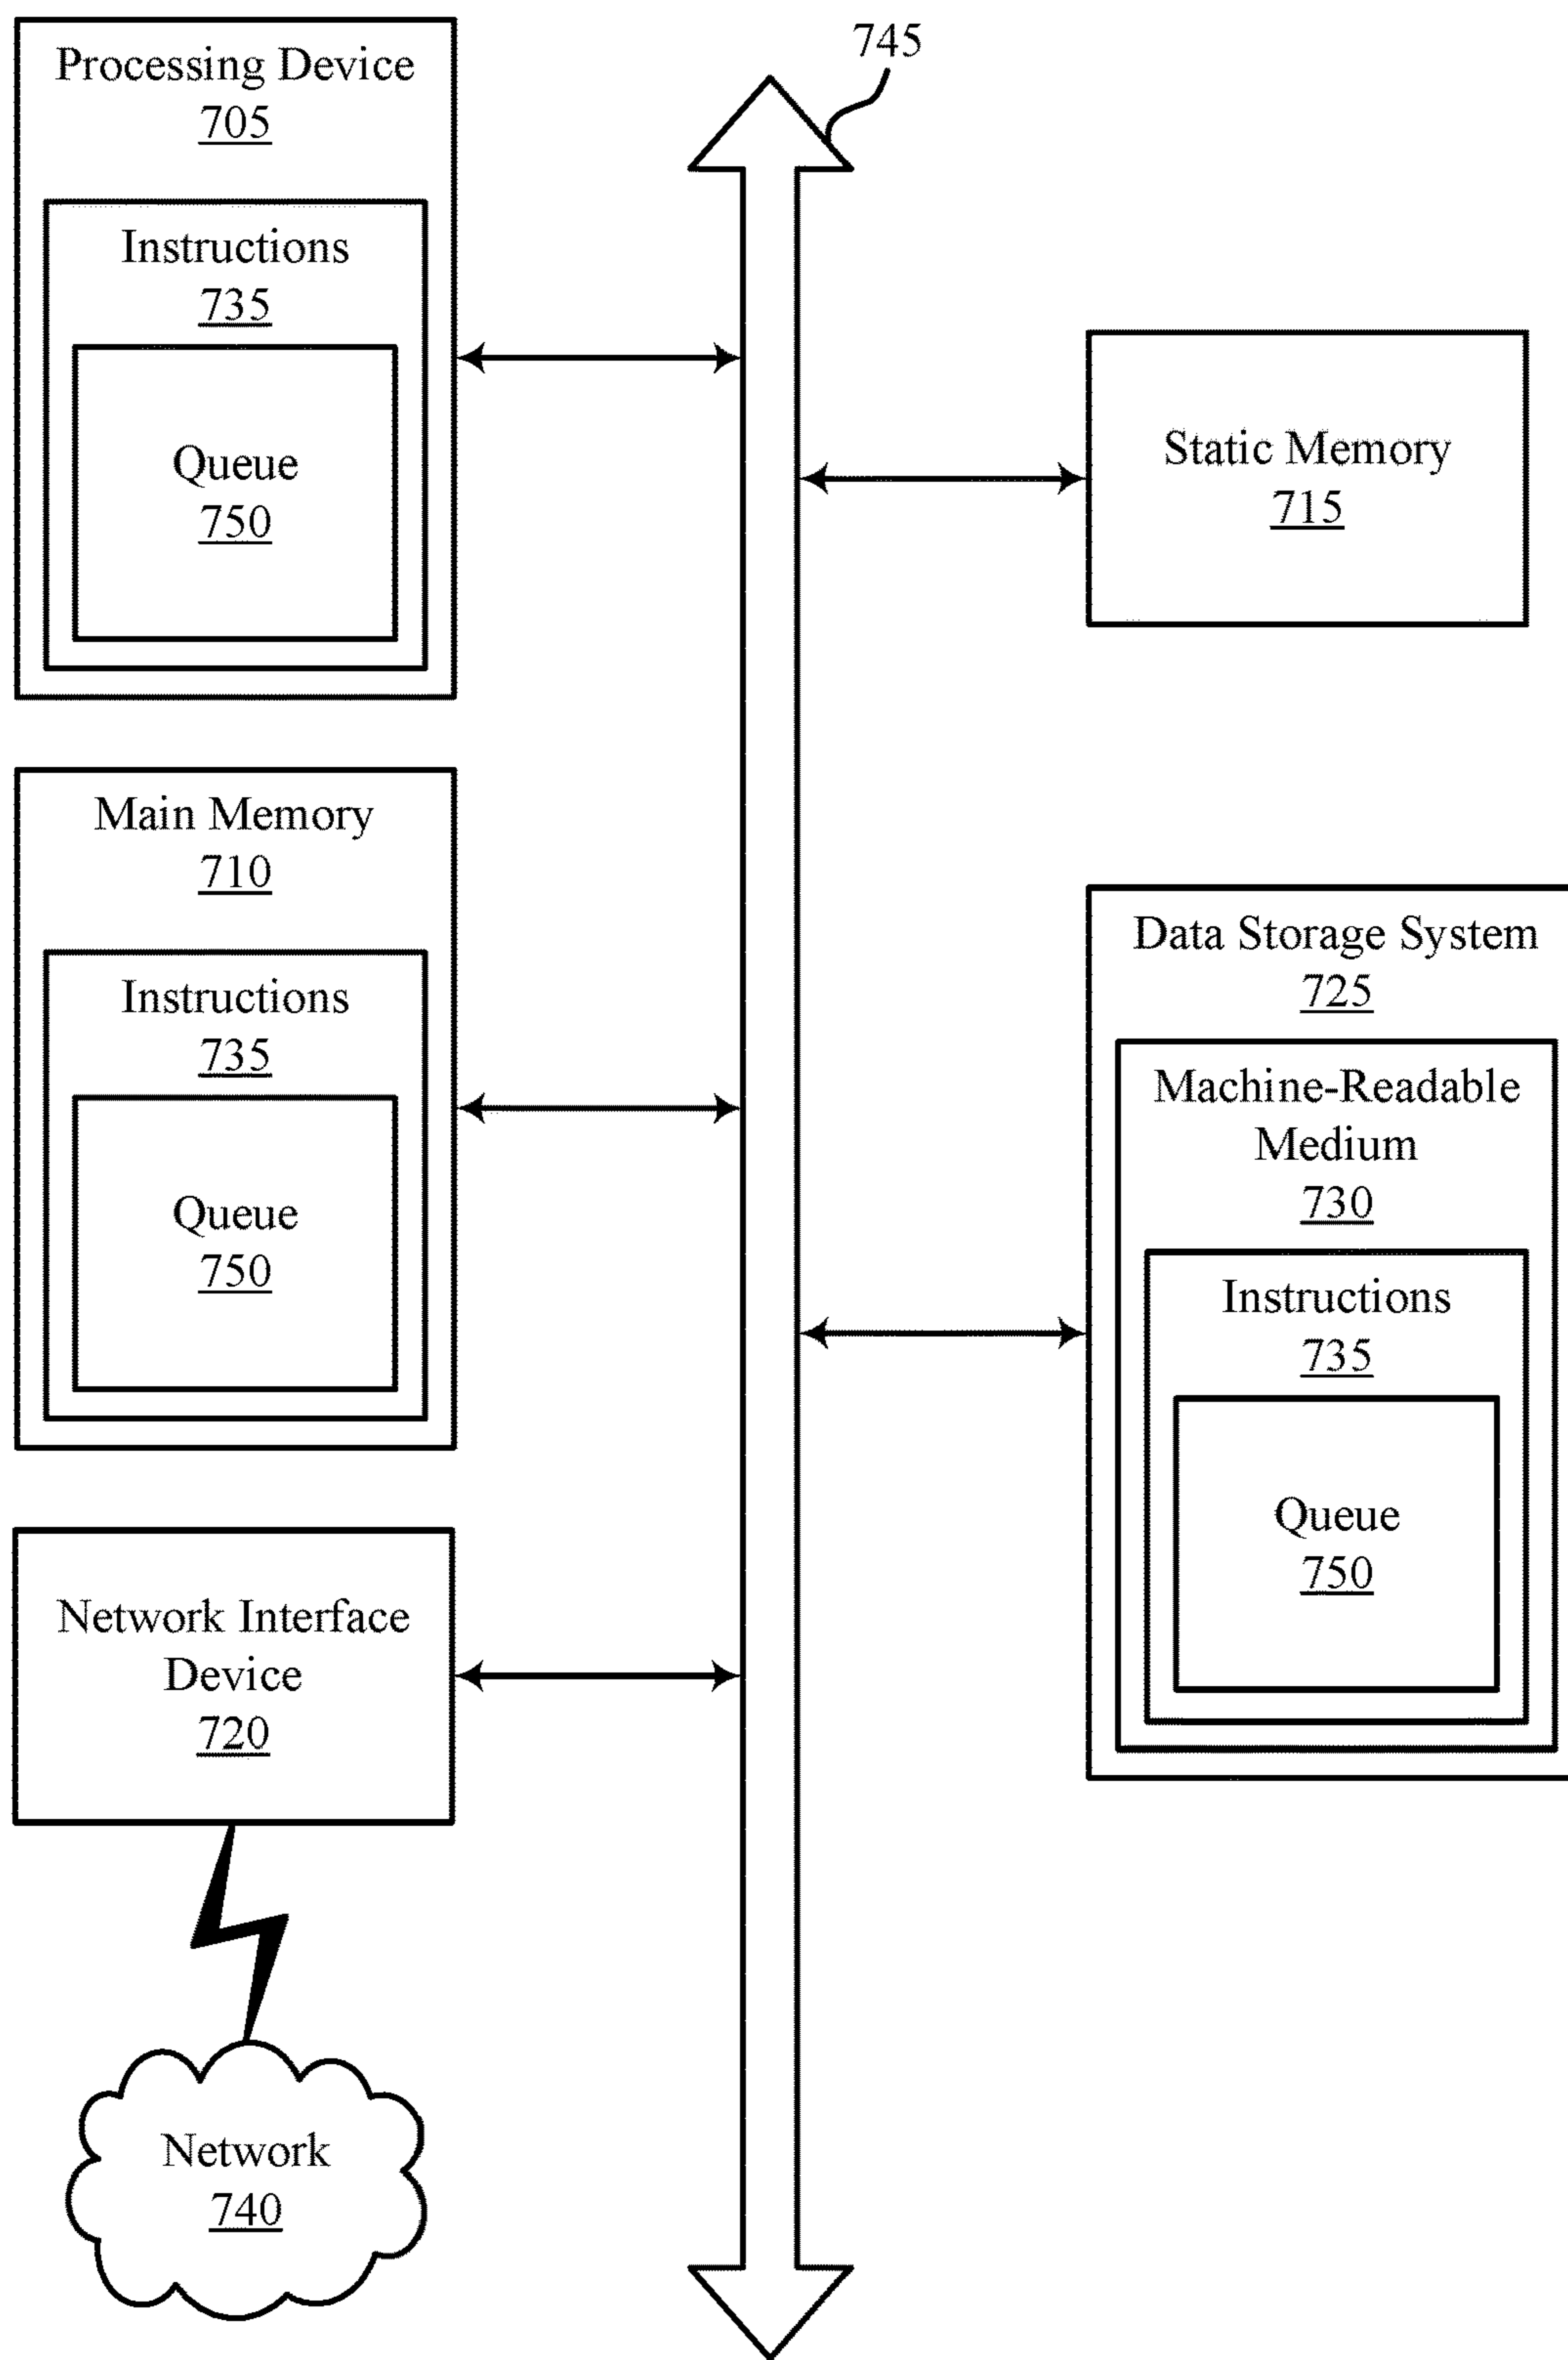 Processing Device
705
Instructions
735
Queue
750
Main Memory
710
Instructions
735
Queue
750
Network Interface
Device
720
Network
740
745
Static Memory
715
Data Storage System
725
Machine-Readable
Medium
730
Instructions
735
Queue
750